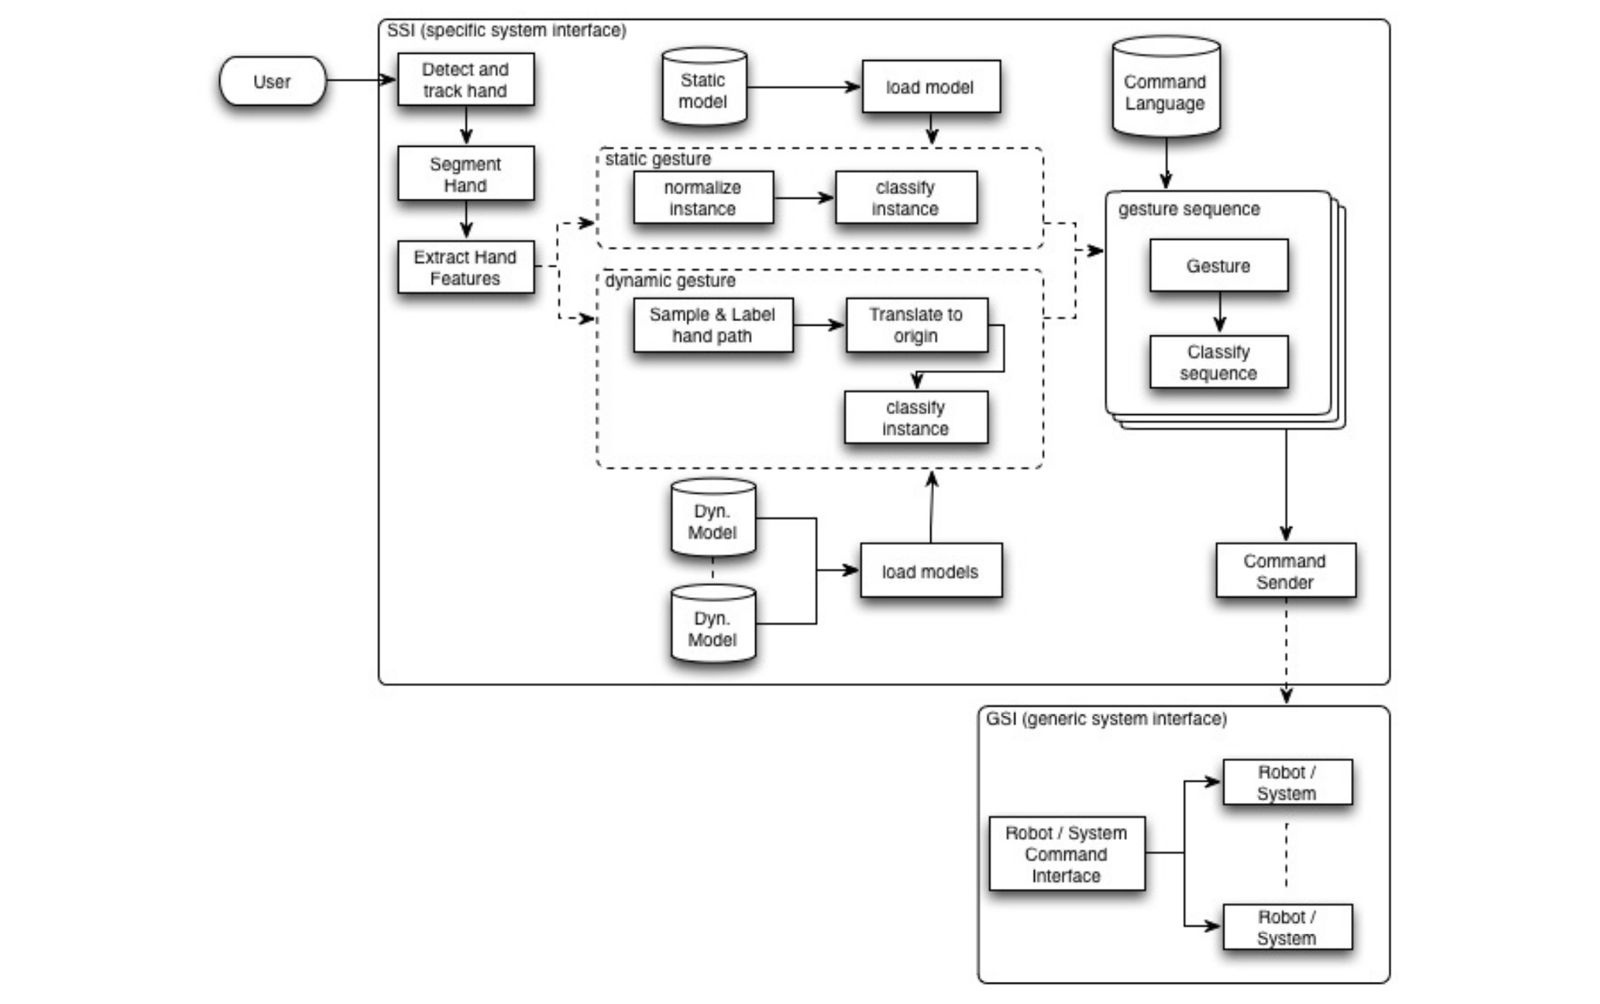 SSI (specific system interface)
User
Detect and
track hand
Segment
Hand
Extract Hand
Features
Static
model
load model
static gesture
normalize
instance
classify
instance
dynamic gesture
Sample & Label
hand path
Translate to
origin
classify
instance
Dyn.
Model
Dyn.
Model
load models
Command
Language
gesture sequence
Gesture
Classify
sequence
Command
Sender
GSI (generic system interface)
Robot / System
Command
Interface
Robot /
System
Robot /
System